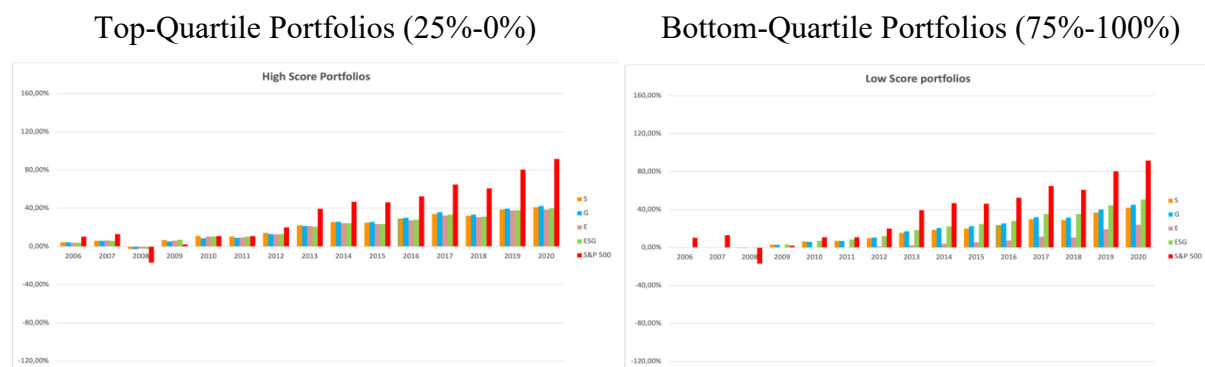 Top-Quartile Portfolios (25%-0%)
Bottom-Quartile Portfolios (75%-100%)
High Score Portfolios
160,00%
120,00%
80,00%
40,00%
0,00%
-40,00%
-80,00%
-120,00%
2006 2007 2008 2009 2010 2011 2012 2013 2014 2015 2016 2017 2018 2019 2020
S
G
E
ESG
S&P 500
Low Score portfolios
160,00%
120,00%
80,00%
40,00%
0,00%
-40,00%
-80,00%
-120,00%
2006 2007 2008 2009 2010 2011 2012 2013 2014 2015 2016 2017 2018 2019 2020
S
G
E
ESG
S&P 500